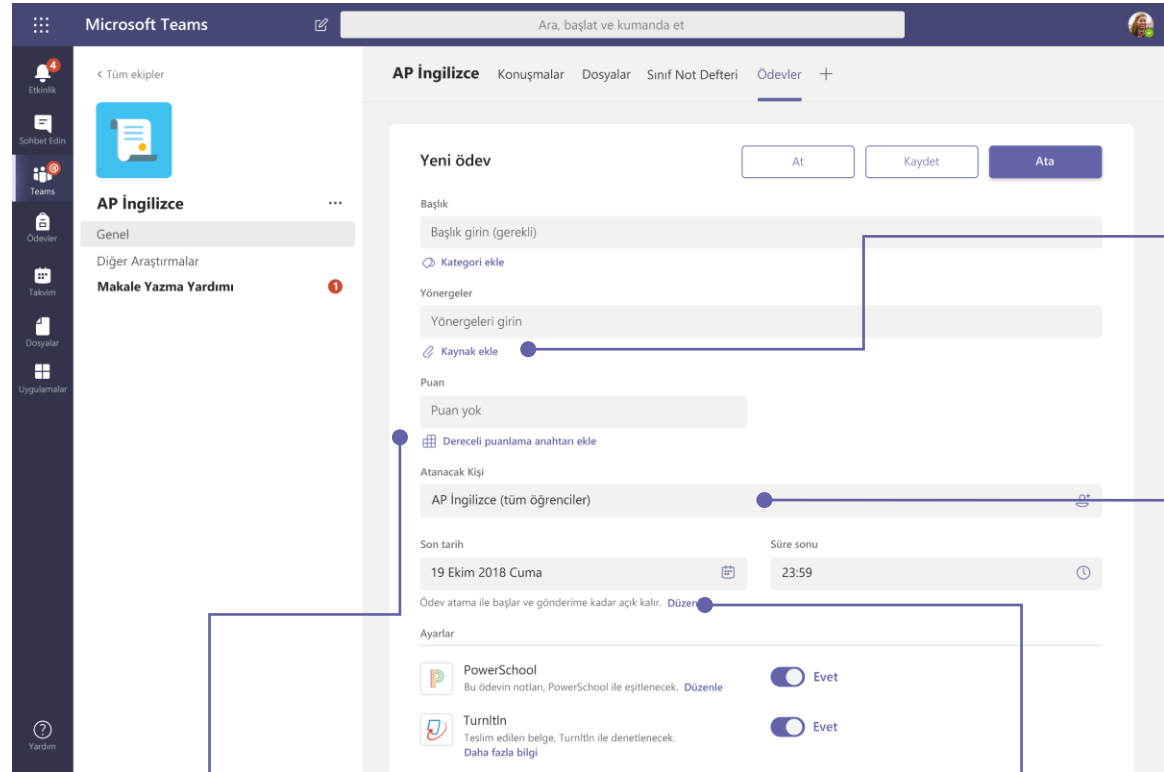 Microsoft Teams
Ara, başlat ve kumanda et
4
Etkinlik
Sohbet Edin
@
Teams
Ödevler
Takvim
Dosyalar
Uygulamalar
Yardım
< Tüm ekipler
AP İngilizce
...
Genel
Diğer Araştırmalar
Makale Yazma Yardımı 1
AP İngilizce Konuşmalar Dosyalar Sınıf Not Defteri Ödevler +
Yeni ödev At Kaydet Ata
Başlık
Başlık girin (gerekli)
Kategori ekle
Yönergeler
Yönergeleri girin
Kaynak ekle
Puan
Puan yok
Dereceli puanlama anahtarı ekle
Atanacak Kişi
AP İngilizce (tüm öğrenciler)
Son tarih Süre sonu
19 Ekim 2018 Cuma 23:59
Ödev atama ile başlar ve gönderime kadar açık kalır.
Ayarlar
PowerSchool Evet
Bu ödevin notları, PowerSchool ile eşitlenecek. Düzenle
TurnItIn Evet
Teslim edilen belge, TurnItIn ile denetlenecek.
Daha fazla bilgi